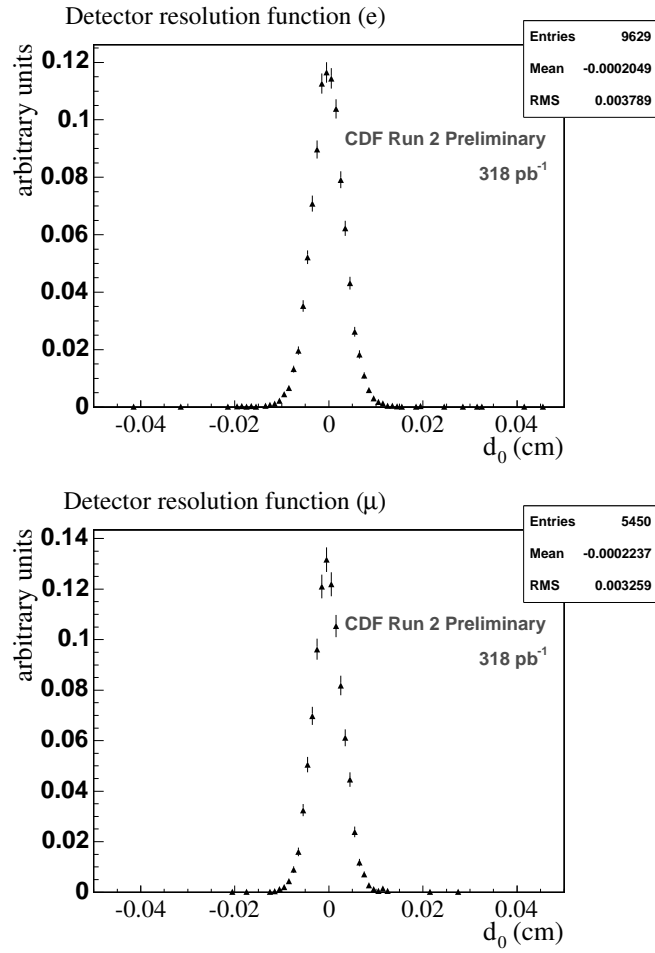 Detector resolution function (e)
Entries 9629
Mean -0.0002049
RMS 0.003789
arbitrary units
CDF Run 2 Preliminary
318 pb-1
0.12
0.1
0.08
0.06
0.04
0.02
0
-0.04 -0.02 0 0.02 0.04
d0 (cm)
Detector resolution function (μ)
Entries 5450
Mean -0.0002237
RMS 0.003259
arbitrary units
CDF Run 2 Preliminary
318 pb-1
0.14
0.12
0.1
0.08
0.06
0.04
0.02
0
-0.04 -0.02 0 0.02 0.04
d0 (cm)